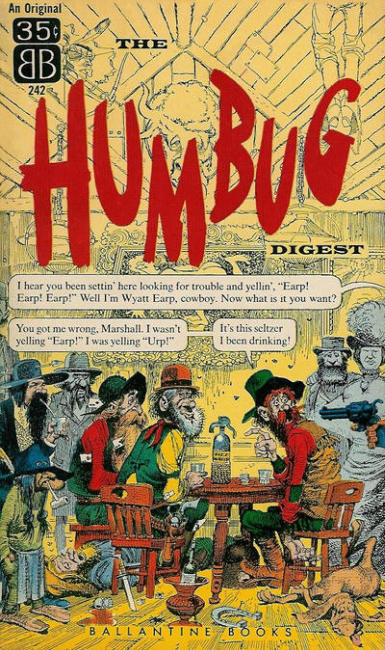 An Original
35¢
BB
242
THE
HUMBUG
DIGEST
I hear you been settin' here looking for trouble and yellin', "Earp!
Earp! Earp!" Well I'm Wyatt Earp, cowboy. Now what is it you want?
You got me wrong, Marshall. I wasn't
yelling "Earp!" I was yelling "Urp!"
It's this seltzer
I been drinking!
BALLANTINE BOOKS